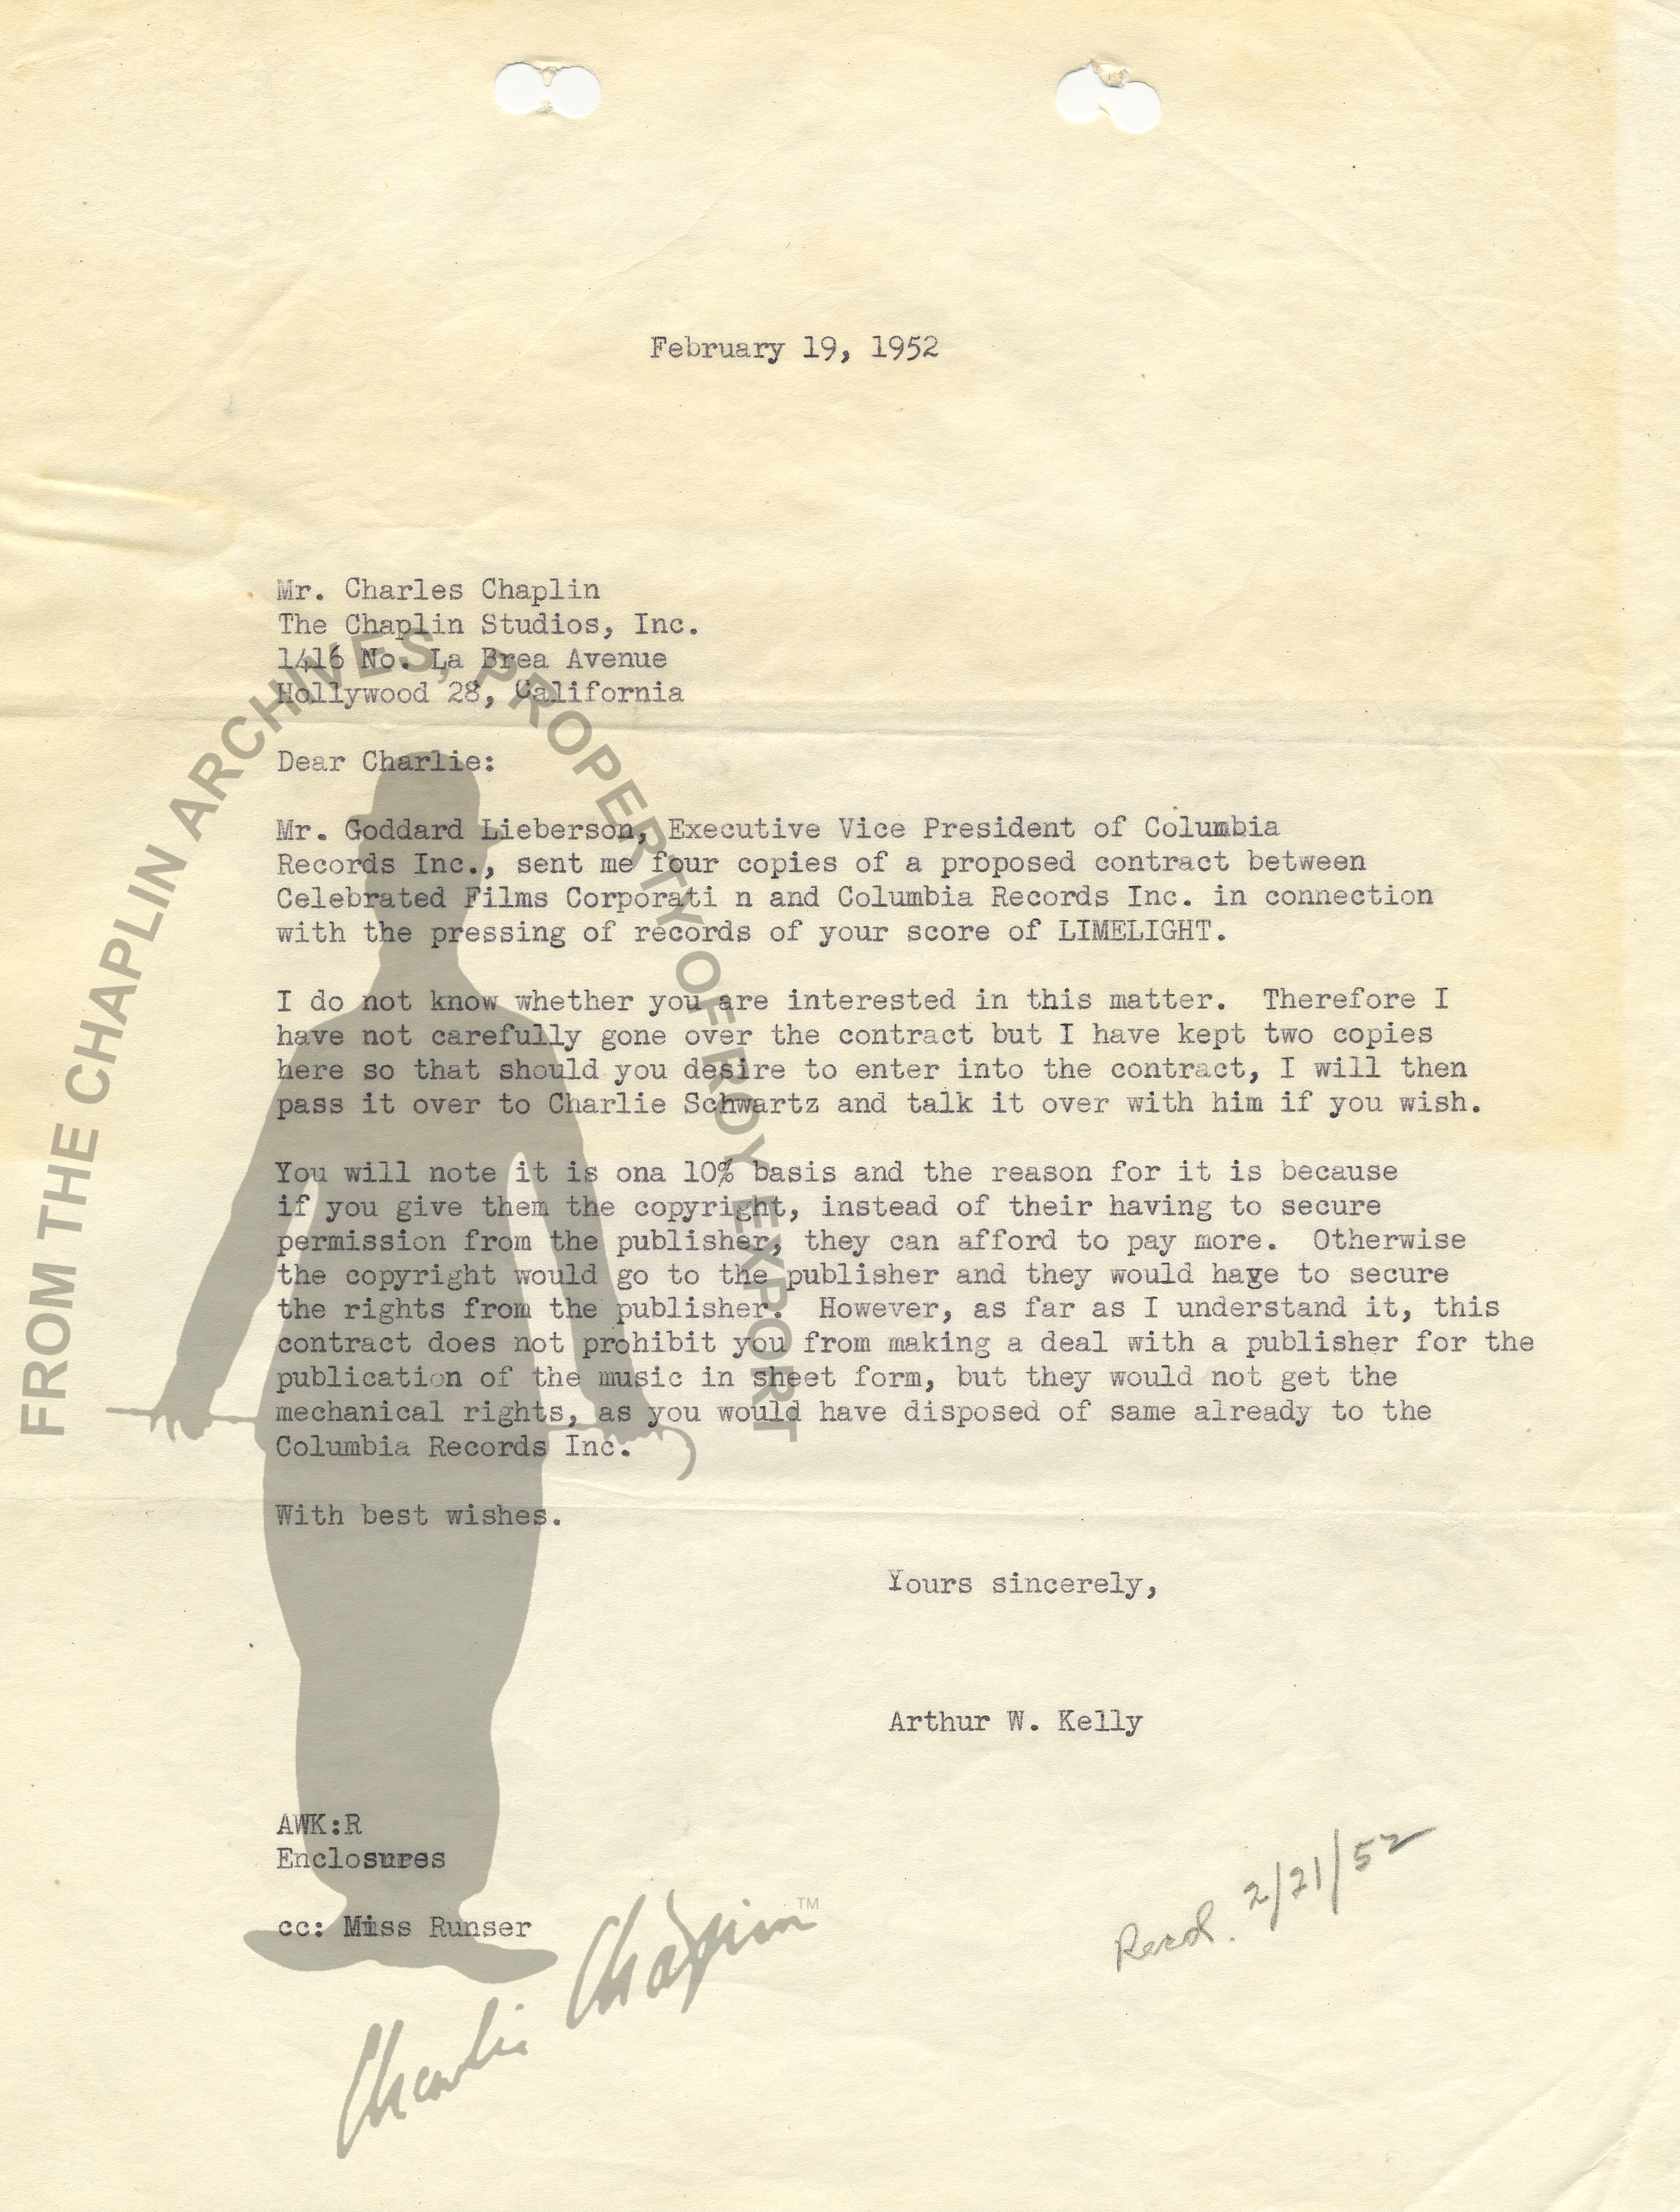 February 19, 1952
Mr. Charles Chaplin
The Chaplin Studios, Inc.
1416 No. La Brea Avenue
Hollywood 28, California
Dear Charlie:
Mr. Goddard Lieberson, Executive Vice President of Columbia
Records Inc., sent me four copies of a proposed contract between
Celebrated Films Corporati n and Columbia Records Inc. in connection
with the pressing of records of your score of LIMELIGHT.
I do not know whether you are interested in this matter. Therefore I
have not carefully gone over the contract but I have kept two copies
here so that should you desire to enter into the contract, I will then
pass it over to Charlie Schwartz and talk it over with him if you wish.
You will note it is ona 10% basis and the reason for it is because
if you give them the copyright, instead of their having to secure
permission from the publisher, they can afford to pay more. Otherwise
the copyright would go to the publisher and they would have to secure
the rights from the publisher. However, as far as I understand it, this
contract does not prohibit you from making a deal with a publisher for the
publication of the music in sheet form, but they would not get the
mechanical rights, as you would have disposed of same already to the
Columbia Records Inc.
With best wishes.
Yours sincerely,
Arthur W. Kelly
AWK:R
Enclosures
cc: Miss Runser
Recd. 2/21/52
FROM THE CHAPLIN ARCHIVES, PROPERTY OF ROY EXPORT
Charlie Chaplin TM